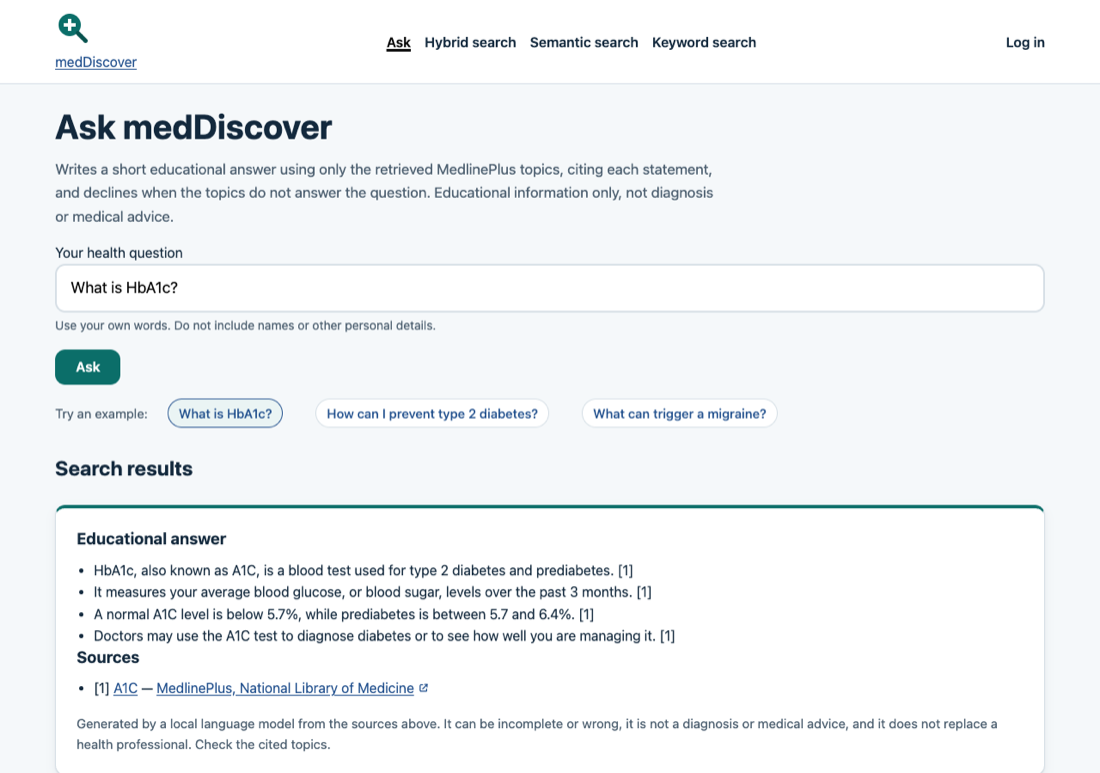 medDiscover
Ask Hybrid search Semantic search Keyword search
Log in
Ask medDiscover
Writes a short educational answer using only the retrieved MedlinePlus topics, citing each statement,
and declines when the topics do not answer the question. Educational information only, not diagnosis
or medical advice.
Your health question
What is HbA1c?
Use your own words. Do not include names or other personal details.
Ask
Try an example: What is HbA1c? How can I prevent type 2 diabetes? What can trigger a migraine?
Search results
Educational answer
• HbA1c, also known as A1C, is a blood test used for type 2 diabetes and prediabetes. [1]
• It measures your average blood glucose, or blood sugar, levels over the past 3 months. [1]
• A normal A1C level is below 5.7%, while prediabetes is between 5.7 and 6.4%. [1]
• Doctors may use the A1C test to diagnose diabetes or to see how well you are managing it. [1]
Sources
• [1] A1C — MedlinePlus, National Library of Medicine
Generated by a local language model from the sources above. It can be incomplete or wrong, it is not a diagnosis or medical advice, and it does not replace a
health professional. Check the cited topics.